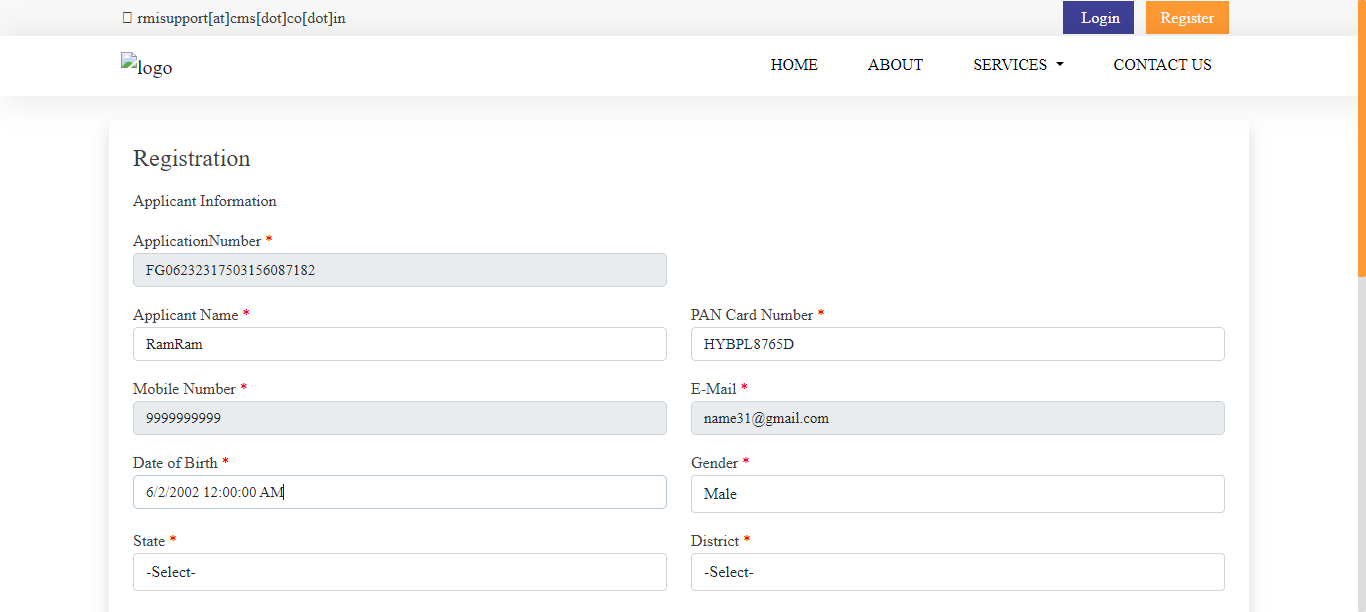 rmisupport[at]cms[dot]co[dot]in
Login
Register
logo
HOME
ABOUT
SERVICES
CONTACT US
Registration
Applicant Information
ApplicationNumber *
FG06232317503156087182
Applicant Name *
PAN Card Number *
RamRam
HYBPL8765D
Mobile Number *
E-Mail *
9999999999
name31@gmail.com
Date of Birth *
Gender *
6/2/2002 12:00:00 AM
Male
State *
District *
-Select-
-Select-